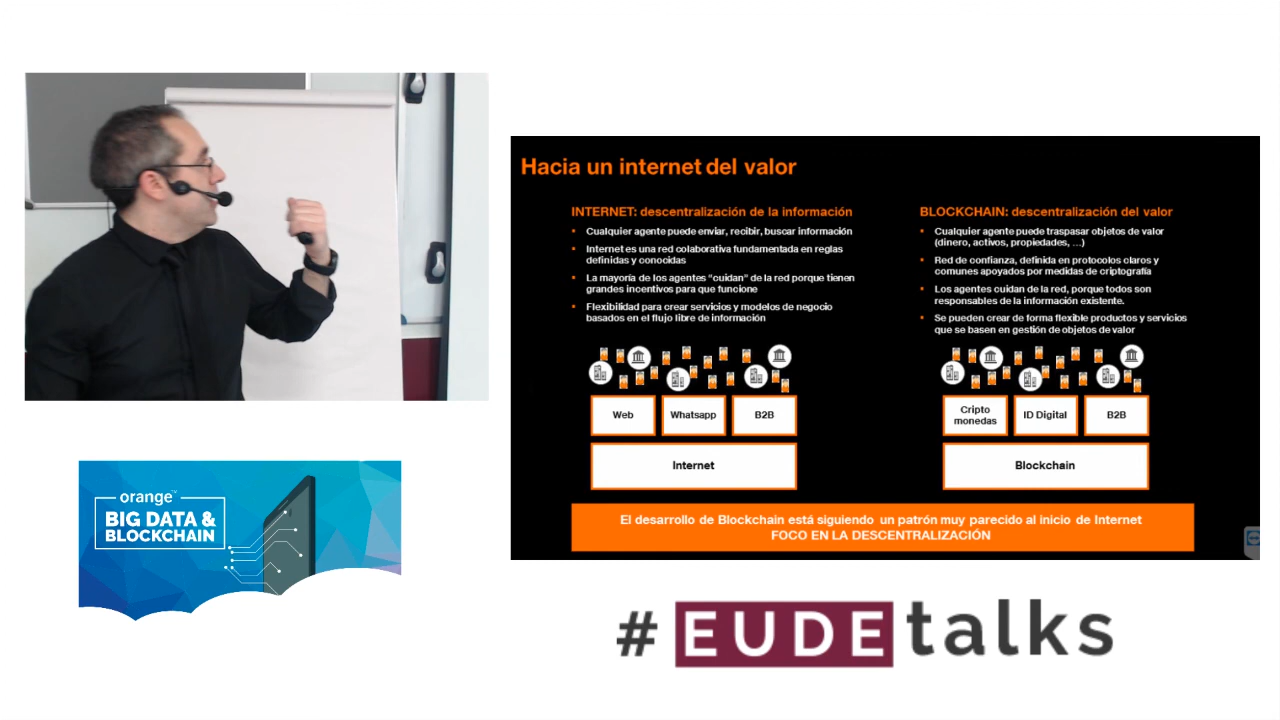 Hacia un internet del valor
INTERNET: descentralización de la información
Cualquier agente puede enviar, recibir, buscar información
Internet es una red colaborativa fundamentada en reglas
definidas y conocidas
La mayoría de los agentes “cuidan” de la red porque tienen
grandes incentivos para que funcione
Flexibilidad para crear servicios y modelos de negocio
basados en el flujo libre de información
Web
Whatsapp
B2B
Internet
BLOCKCHAIN: descentralización del valor
Cualquier agente puede traspasar objetos de valor
(dinero, activos, propiedades, ...)
Red de confianza, definida en protocolos claros y
comunes apoyados por medidas de criptografía
Los agentes cuidan de la red, porque todos son
responsables de la información existente.
Se pueden crear de forma flexible productos y servicios
que se basen en gestión de objetos de valor
Cripto
monedas
ID Digital
B2B
Blockchain
El desarrollo de Blockchain está siguiendo un patrón muy parecido al inicio de Internet
FOCO EN LA DESCENTRALIZACIÓN
orange™
BIG DATA &
BLOCKCHAIN
# EUDE talks